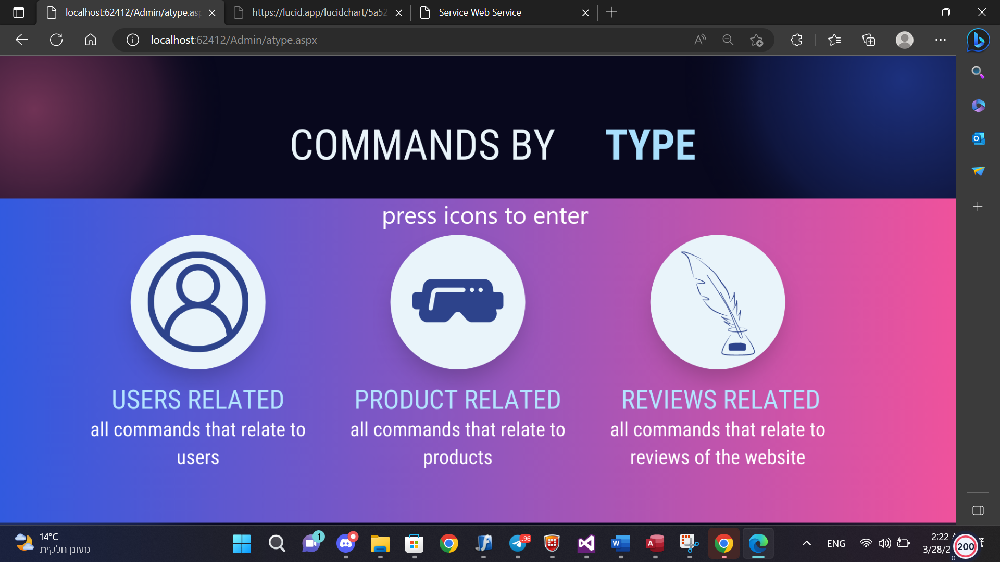 localhost:62412/Admin/atype.as
https://lucid.app/lucidchart/5a52
Service Web Service
localhost:62412/Admin/atype.aspx
COMMANDS BY TYPE
press icons to enter
USERS RELATED
all commands that relate to
users
PRODUCT RELATED
all commands that relate to
products
REVIEWS RELATED
all commands that relate to
reviews of the website
14°C
מעונן חלקית
1
96
ENG
2:22
3/28/2
200